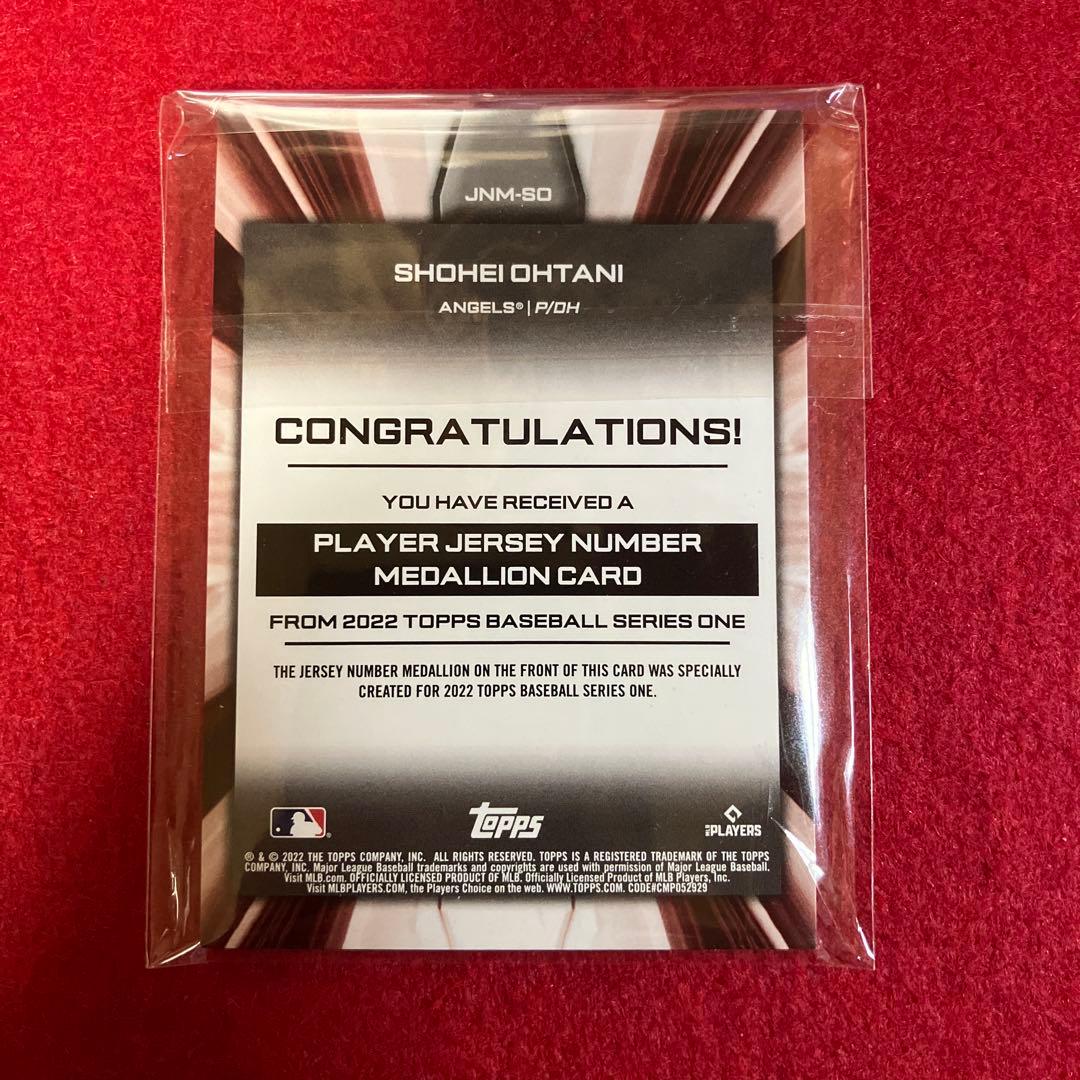 JNM-SO
SHOHEI OHTANI
ANGELS® | P/DH
CONGRATULATIONS!
YOU HAVE RECEIVED A
PLAYER JERSEY NUMBER
MEDALLION CARD
FROM 2022 TOPPS BASEBALL SERIES ONE
THE JERSEY NUMBER MEDALLION ON THE FRONT OF THIS CARD WAS SPECIALLY
CREATED FOR 2022 TOPPS BASEBALL SERIES ONE.
topps
PLAYERS
® & © 2022 THE TOPPS COMPANY, INC. ALL RIGHTS RESERVED. TOPPS IS A REGISTERED TRADEMARK OF THE TOPPS
COMPANY, INC. Major League Baseball trademarks and copyrights are used with permission of Major League Baseball.
Visit MLB.com. OFFICIALLY LICENSED PRODUCT OF MLB. Officially Licensed Product of MLB Players, Inc.
Visit MLBPLAYERS.COM, the Players Choice on the web. WWW.TOPPS.COM. CODE#CMP052929